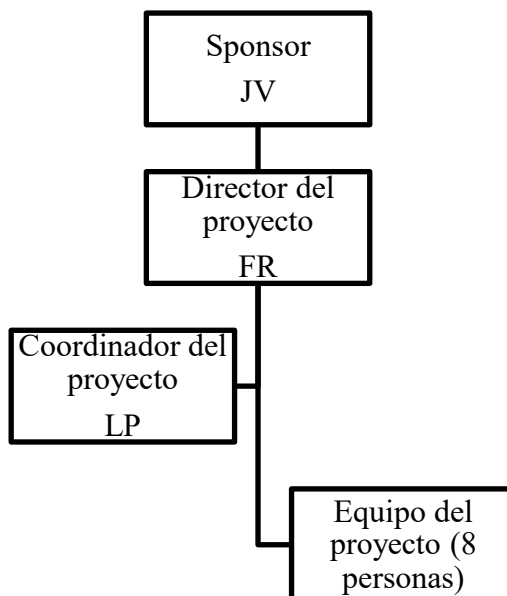 Sponsor
JV
Director del
proyecto
FR
Coordinador del
proyecto
LP
Equipo del
proyecto (8
personas)